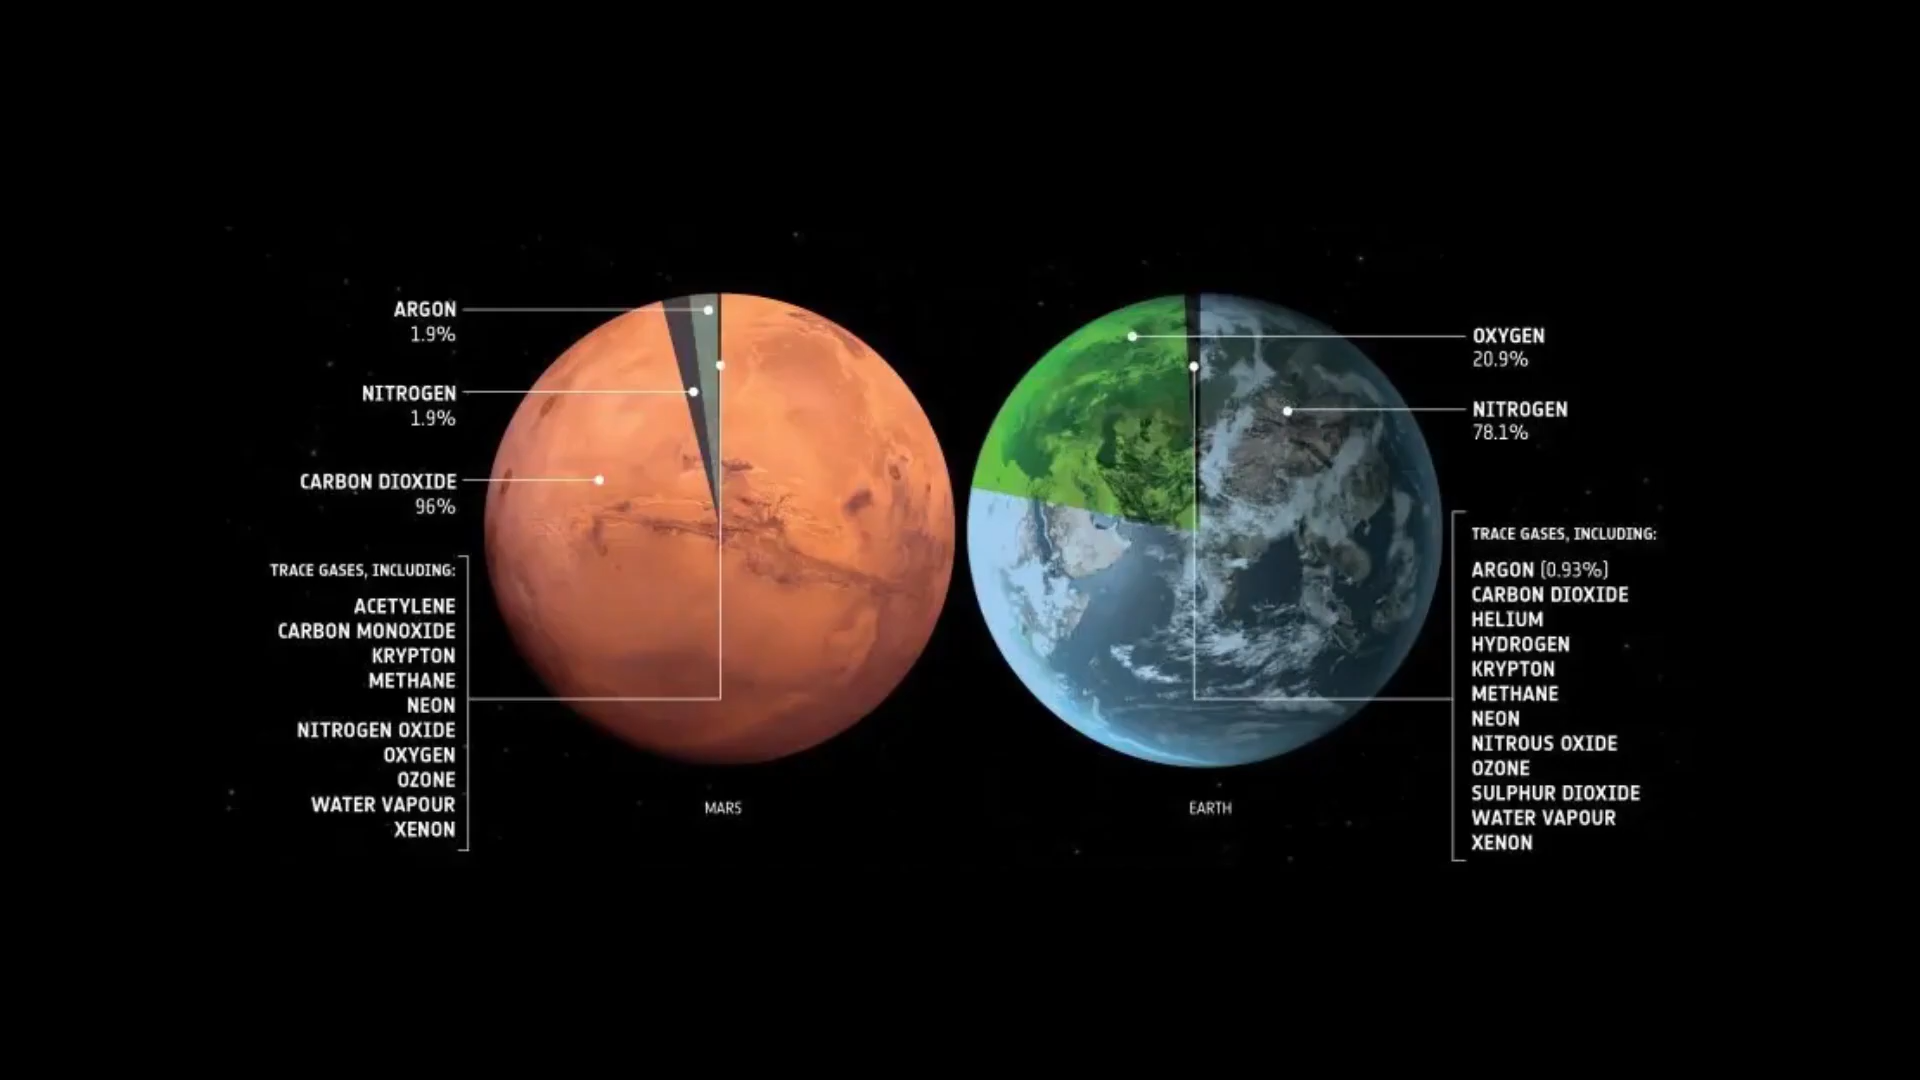 ARGON
1.9%
NITROGEN
1.9%
CARBON DIOXIDE
96%
TRACE GASES, INCLUDING:
ACETYLENE
CARBON MONOXIDE
KRYPTON
METHANE
NEON
NITROGEN OXIDE
OXYGEN
OZONE
WATER VAPOUR
XENON
MARS
OXYGEN
20.9%
NITROGEN
78.1%
TRACE GASES, INCLUDING:
ARGON (0.93%)
CARBON DIOXIDE
HELIUM
HYDROGEN
KRYPTON
METHANE
NEON
NITROUS OXIDE
OZONE
SULPHUR DIOXIDE
WATER VAPOUR
XENON
EARTH